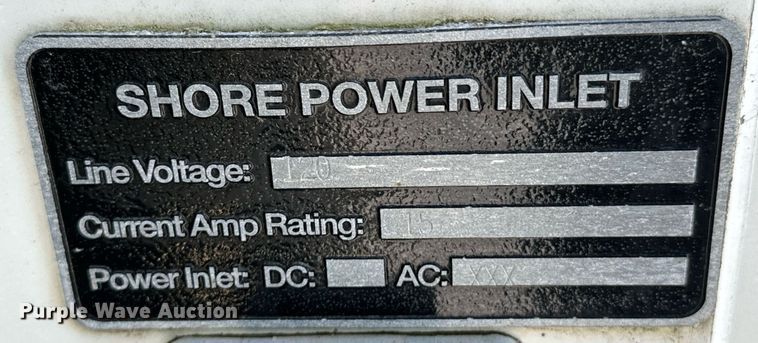 SHORE POWER INLET
Line Voltage: 120
Current Amp Rating: 15
Power Inlet: DC: AC: XXX
Purple Wave Auction